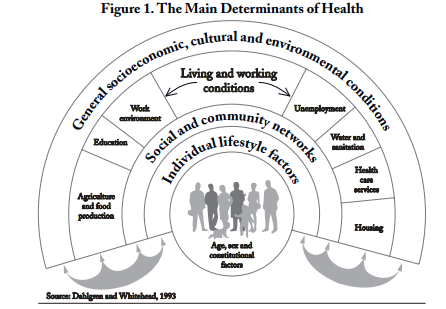 Figure 1. The Main Determinants of Health
General socioeconomic, cultural and environmental conditions
Living and working
conditions
Work
environment
Unemployment
Education
Water and
sanitation
Social and community networks
Individual lifestyle factors
Health
care
services
Agriculture
and food
production
Housing
Age, sex and
constitutional
factors
Source: Dahlgren and Whitehead, 1993